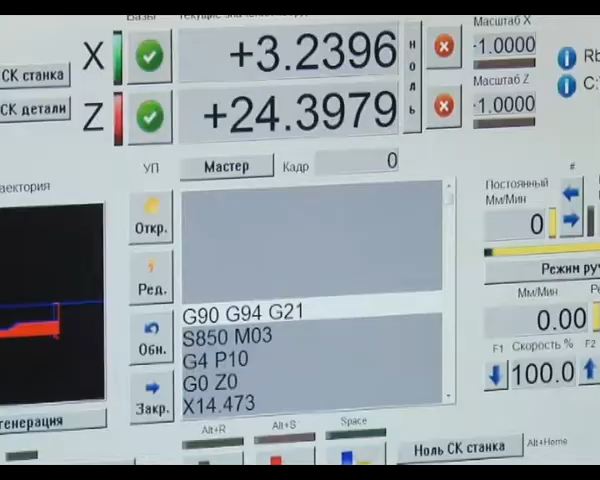 Базы
Текущие
Масштаб X
X
+3.2396
-1.0000
СК станка
Масштаб Z
СК детали
Z
+24.3979
ноль
-1.0000
C:
УП
Мастер
Кадр
0
#
Постоянный
Мм/Мин
0
Откр.
Режим
Ред.
Мм/Мин
G90 G94 G21
0.00
S850 M03
Обн.
F1 Скорость % F2
G4 P10
100.0
G0 Z0
Закр.
X14.473
Alt+R
Alt+S
Space
Ноль СК станка
Alt+Home